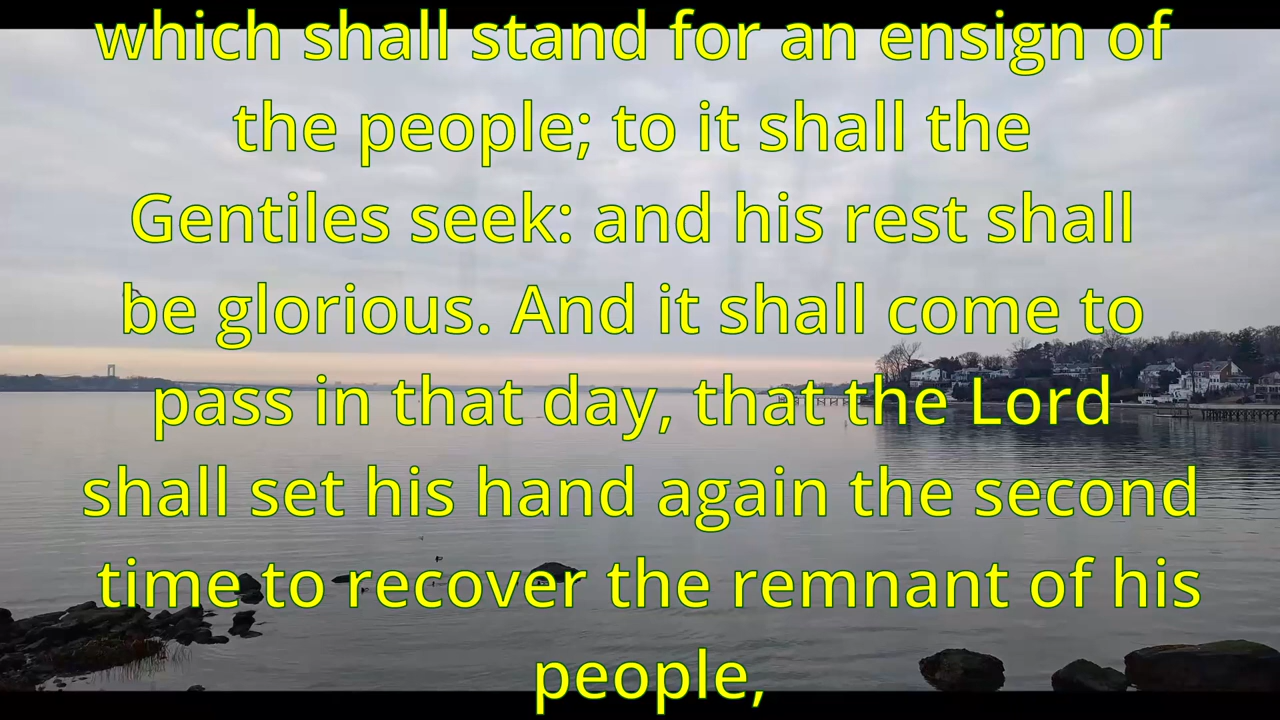 which shall stand for an ensign of
the people; to it shall the
Gentiles seek: and his rest shall
be glorious. And it shall come to
pass in that day, that the Lord
shall set his hand again the second
time to recover the remnant of his
people,